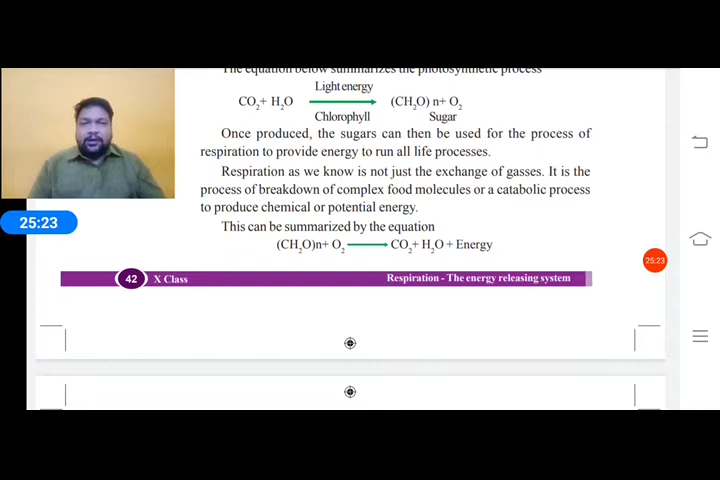 The equation below summarizes the photosynthetic process
Light energy
CO₂+ H₂O (CH₂O) n+ O₂
Chlorophyll Sugar
Once produced, the sugars can then be used for the process of
respiration to provide energy to run all life processes.
Respiration as we know is not just the exchange of gasses. It is the
process of breakdown of complex food molecules or a catabolic process
to produce chemical or potential energy.
This can be summarized by the equation
(CH₂O)n+ O₂ CO₂+ H₂O + Energy
42 X Class Respiration - The energy releasing system
25:23
25:23